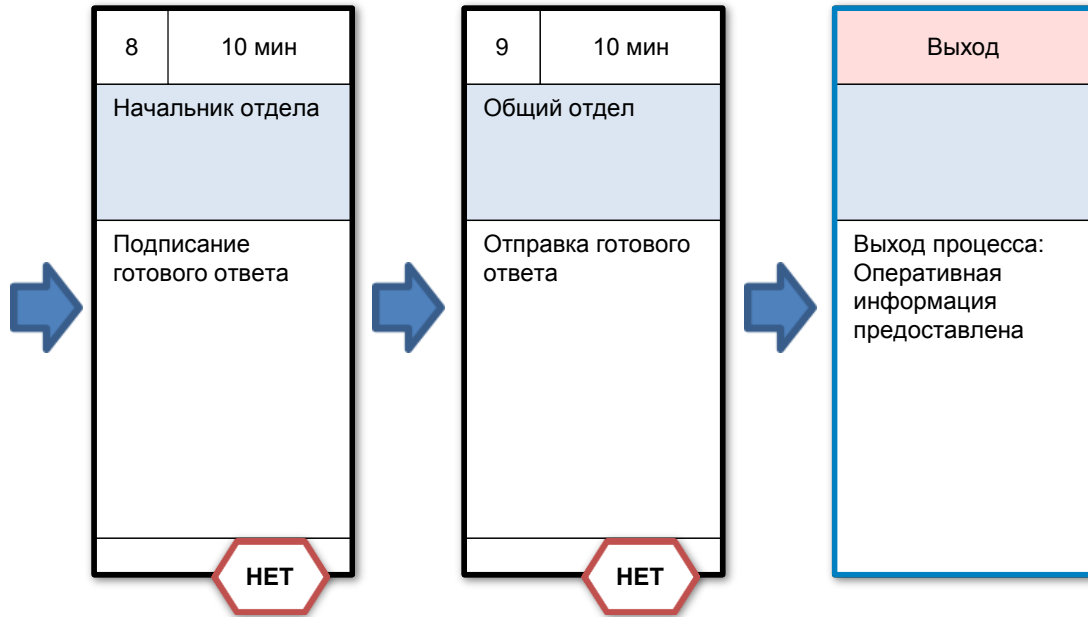 8
10 мин
Начальник отдела
Подписание
готового ответа
НЕТ
9
10 мин
Общий отдел
Отправка готового
ответа
НЕТ
Выход
Выход процесса:
Оперативная
информация
предоставлена